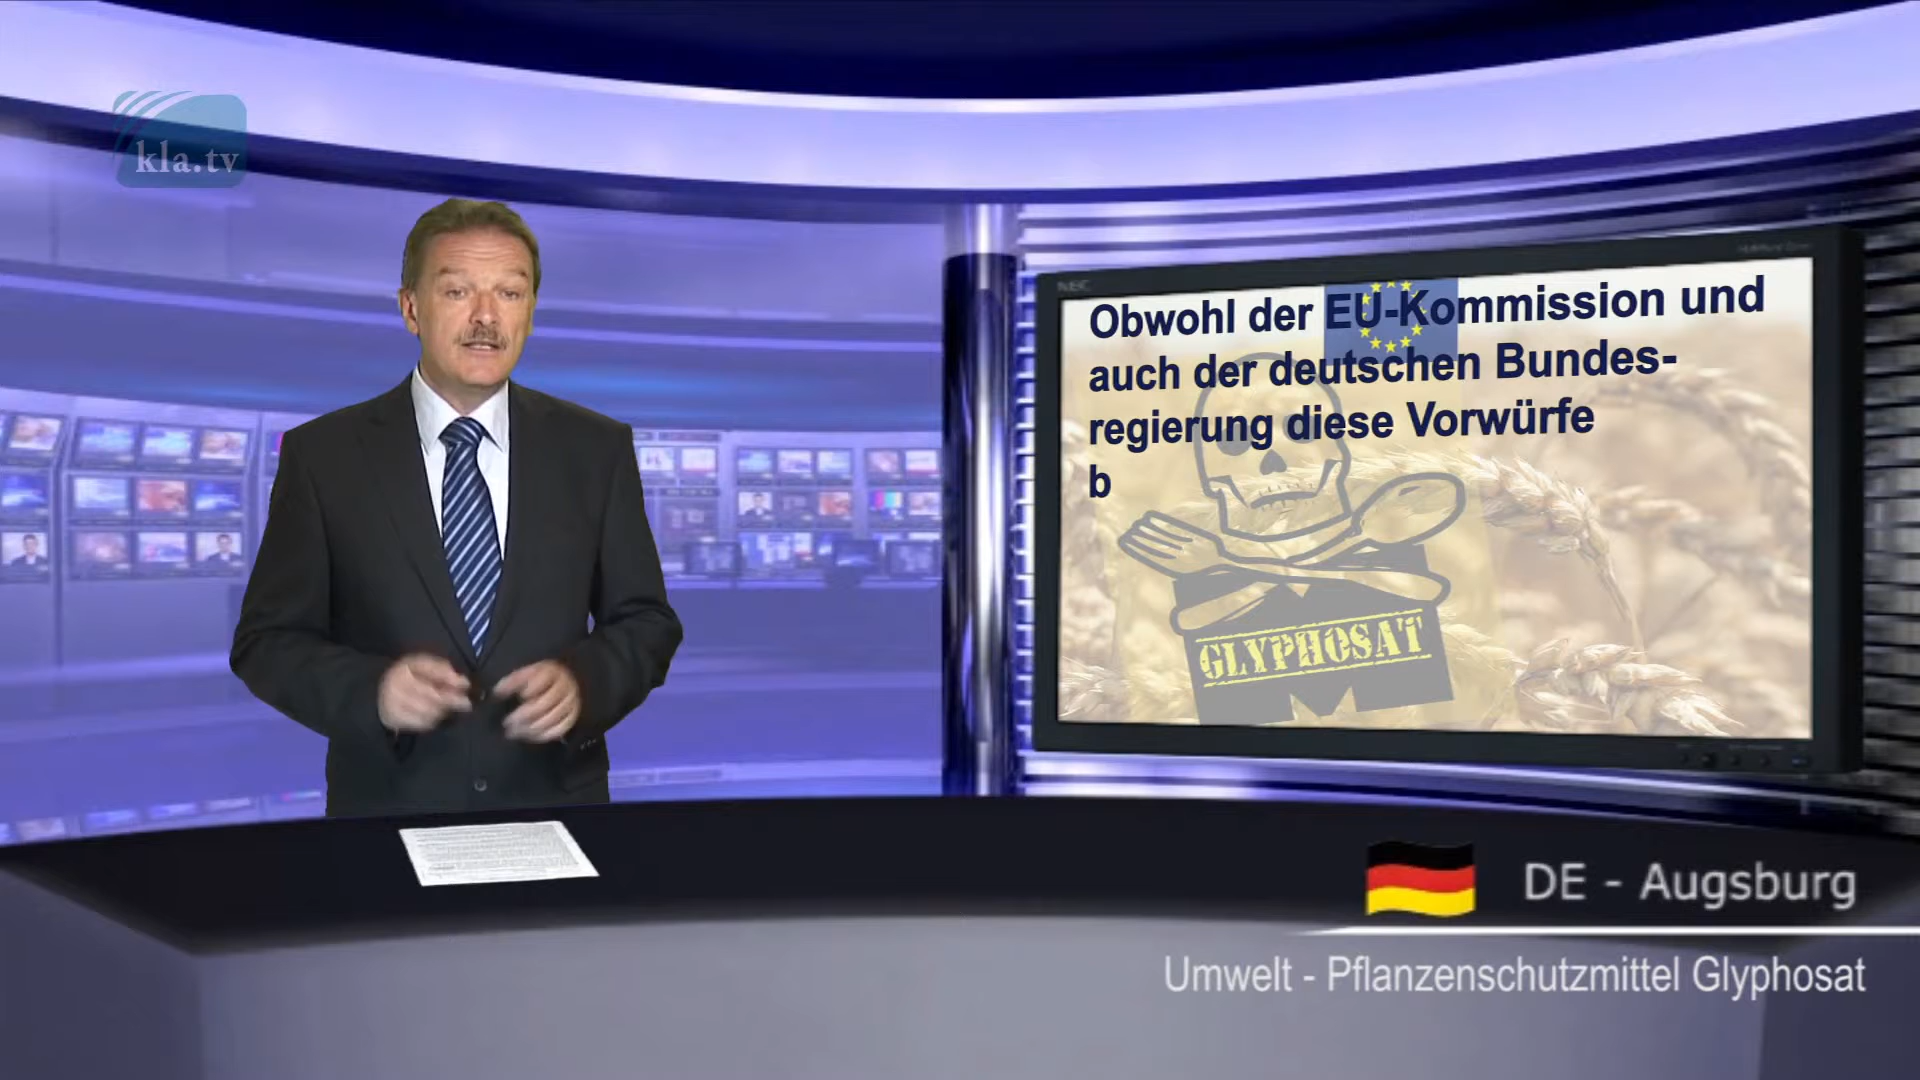 kla.tv
NEC
Obwohl der EU-Kommission und
auch der deutschen Bundes-
regierung diese Vorwürfe
b
GLYPHOSAT
DE - Augsburg
Umwelt - Pflanzenschutzmittel Glyphosat